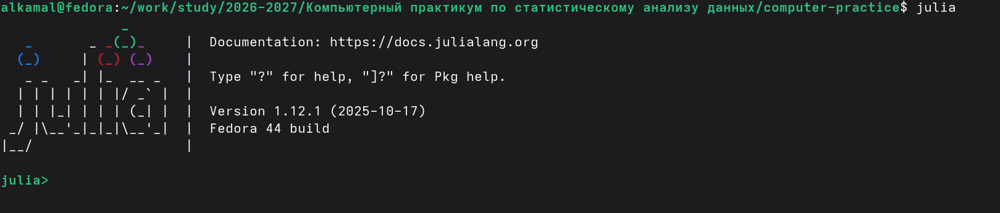 alkamal@fedora:~/work/study/2026-2027/Компьютерный практикум по статистическому анализу данных/computer-practice$ julia
               _
   _       _ _(_)_     |  Documentation: https://docs.julialang.org
  (_)     | (_) (_)    |
   _ _   _| |_  __ _   |  Type "?" for help, "]?" for Pkg help.
  | | | | | | |/ _` |  |
  | | |_| | | | (_| |  |  Version 1.12.1 (2025-10-17)
 _/ |\__'_|_|_|\__'_|  |  Fedora 44 build
|__/                   |
julia>